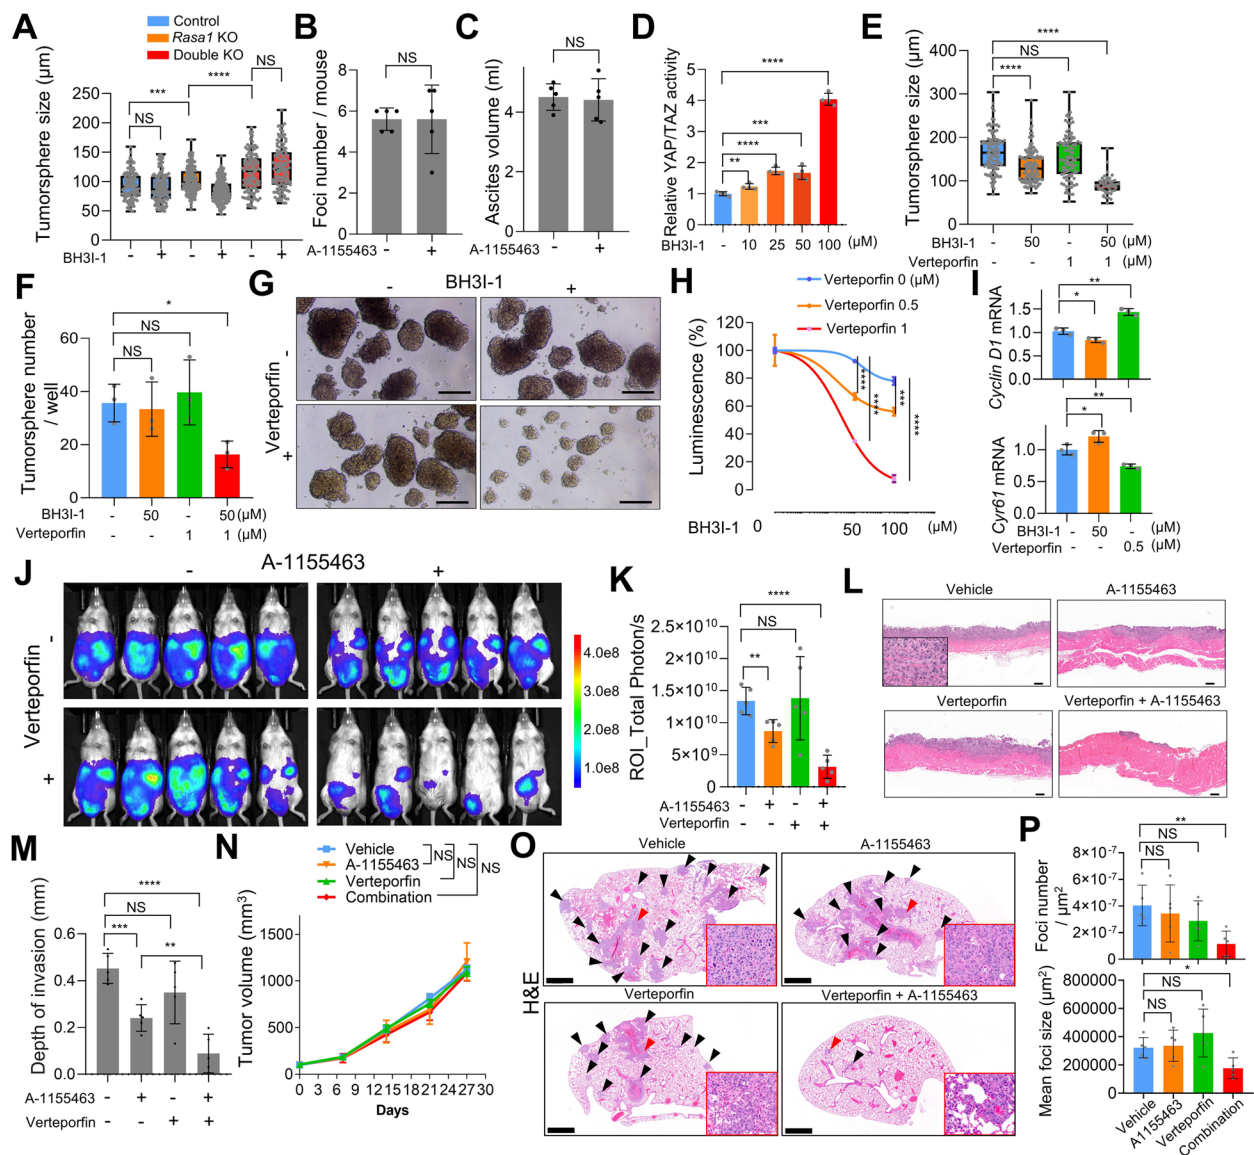 A
Control
Rasa1 KO
Double KO
Tumorsphere size (µm)
250
200
150
100
50
0
NS
***
****
NS
BH3I-1
- + - + - +
B
Foci number / mouse
8
6
4
2
0
NS
A-1155463
- +
C
Ascites volume (ml)
4
2
0
NS
A-1155463
- +
D
Relative YAP/TAZ activity
5
4
3
2
1
0
**
****
***
****
BH3I-1
- 10 25 50 100 (µM)
E
Tumorsphere size (µm)
400
300
200
100
0
****
NS
****
BH3I-1
- 50 - 50 (µM)
Verteporfin
- - 1 1 (µM)
F
Tumorsphere number
/ well
60
40
20
0
*
NS
NS
BH3I-1
- 50 - 50 (µM)
Verteporfin
- - 1 1 (µM)
G
BH3I-1
- +
Verteporfin
-
+
H
Verteporfin 0 (µM)
Verteporfin 0.5
Verteporfin 1
Luminescence (%)
120
100
80
60
40
20
0
****
****
***
****
BH3I-1
0 50 100 (µM)
I
Cyclin D1 mRNA
1.5
1.0
0.5
0.0
**
*
Cyr61 mRNA
1.0
0.5
0.0
**
*
BH3I-1
- 50 - (µM)
Verteporfin
- - 0.5 (µM)
J
A-1155463
- +
Verteporfin
-
+
4.0e8
3.0e8
2.0e8
1.0e8
K
ROI_Total Photon/s
2.5×10¹⁰
2×10¹⁰
1.5×10¹⁰
1×10¹⁰
5×10⁹
0
****
NS
**
A-1155463
- + - +
Verteporfin
- - + +
L
Vehicle
A-1155463
Verteporfin
Verteporfin + A-1155463
M
Depth of invasion (mm)
0.6
0.4
0.2
0.0
****
NS
***
**
A-1155463
- + - +
Verteporfin
- - + +
N
Vehicle
A-1155463
Verteporfin
Combination
NS
NS
NS
Tumor volume (mm³)
1500
1000
500
0
0 3 6 9 12 15 18 21 24 27 30
Days
O
H&E
Vehicle
A-1155463
Verteporfin
Verteporfin + A-1155463
P
Foci number
/ µm²
8×10⁻⁷
6×10⁻⁷
4×10⁻⁷
2×10⁻⁷
0
**
NS
NS
Mean foci size (µm²)
800000
600000
400000
200000
0
*
NS
NS
Vehicle
A1155463
Verteporfin
Combination